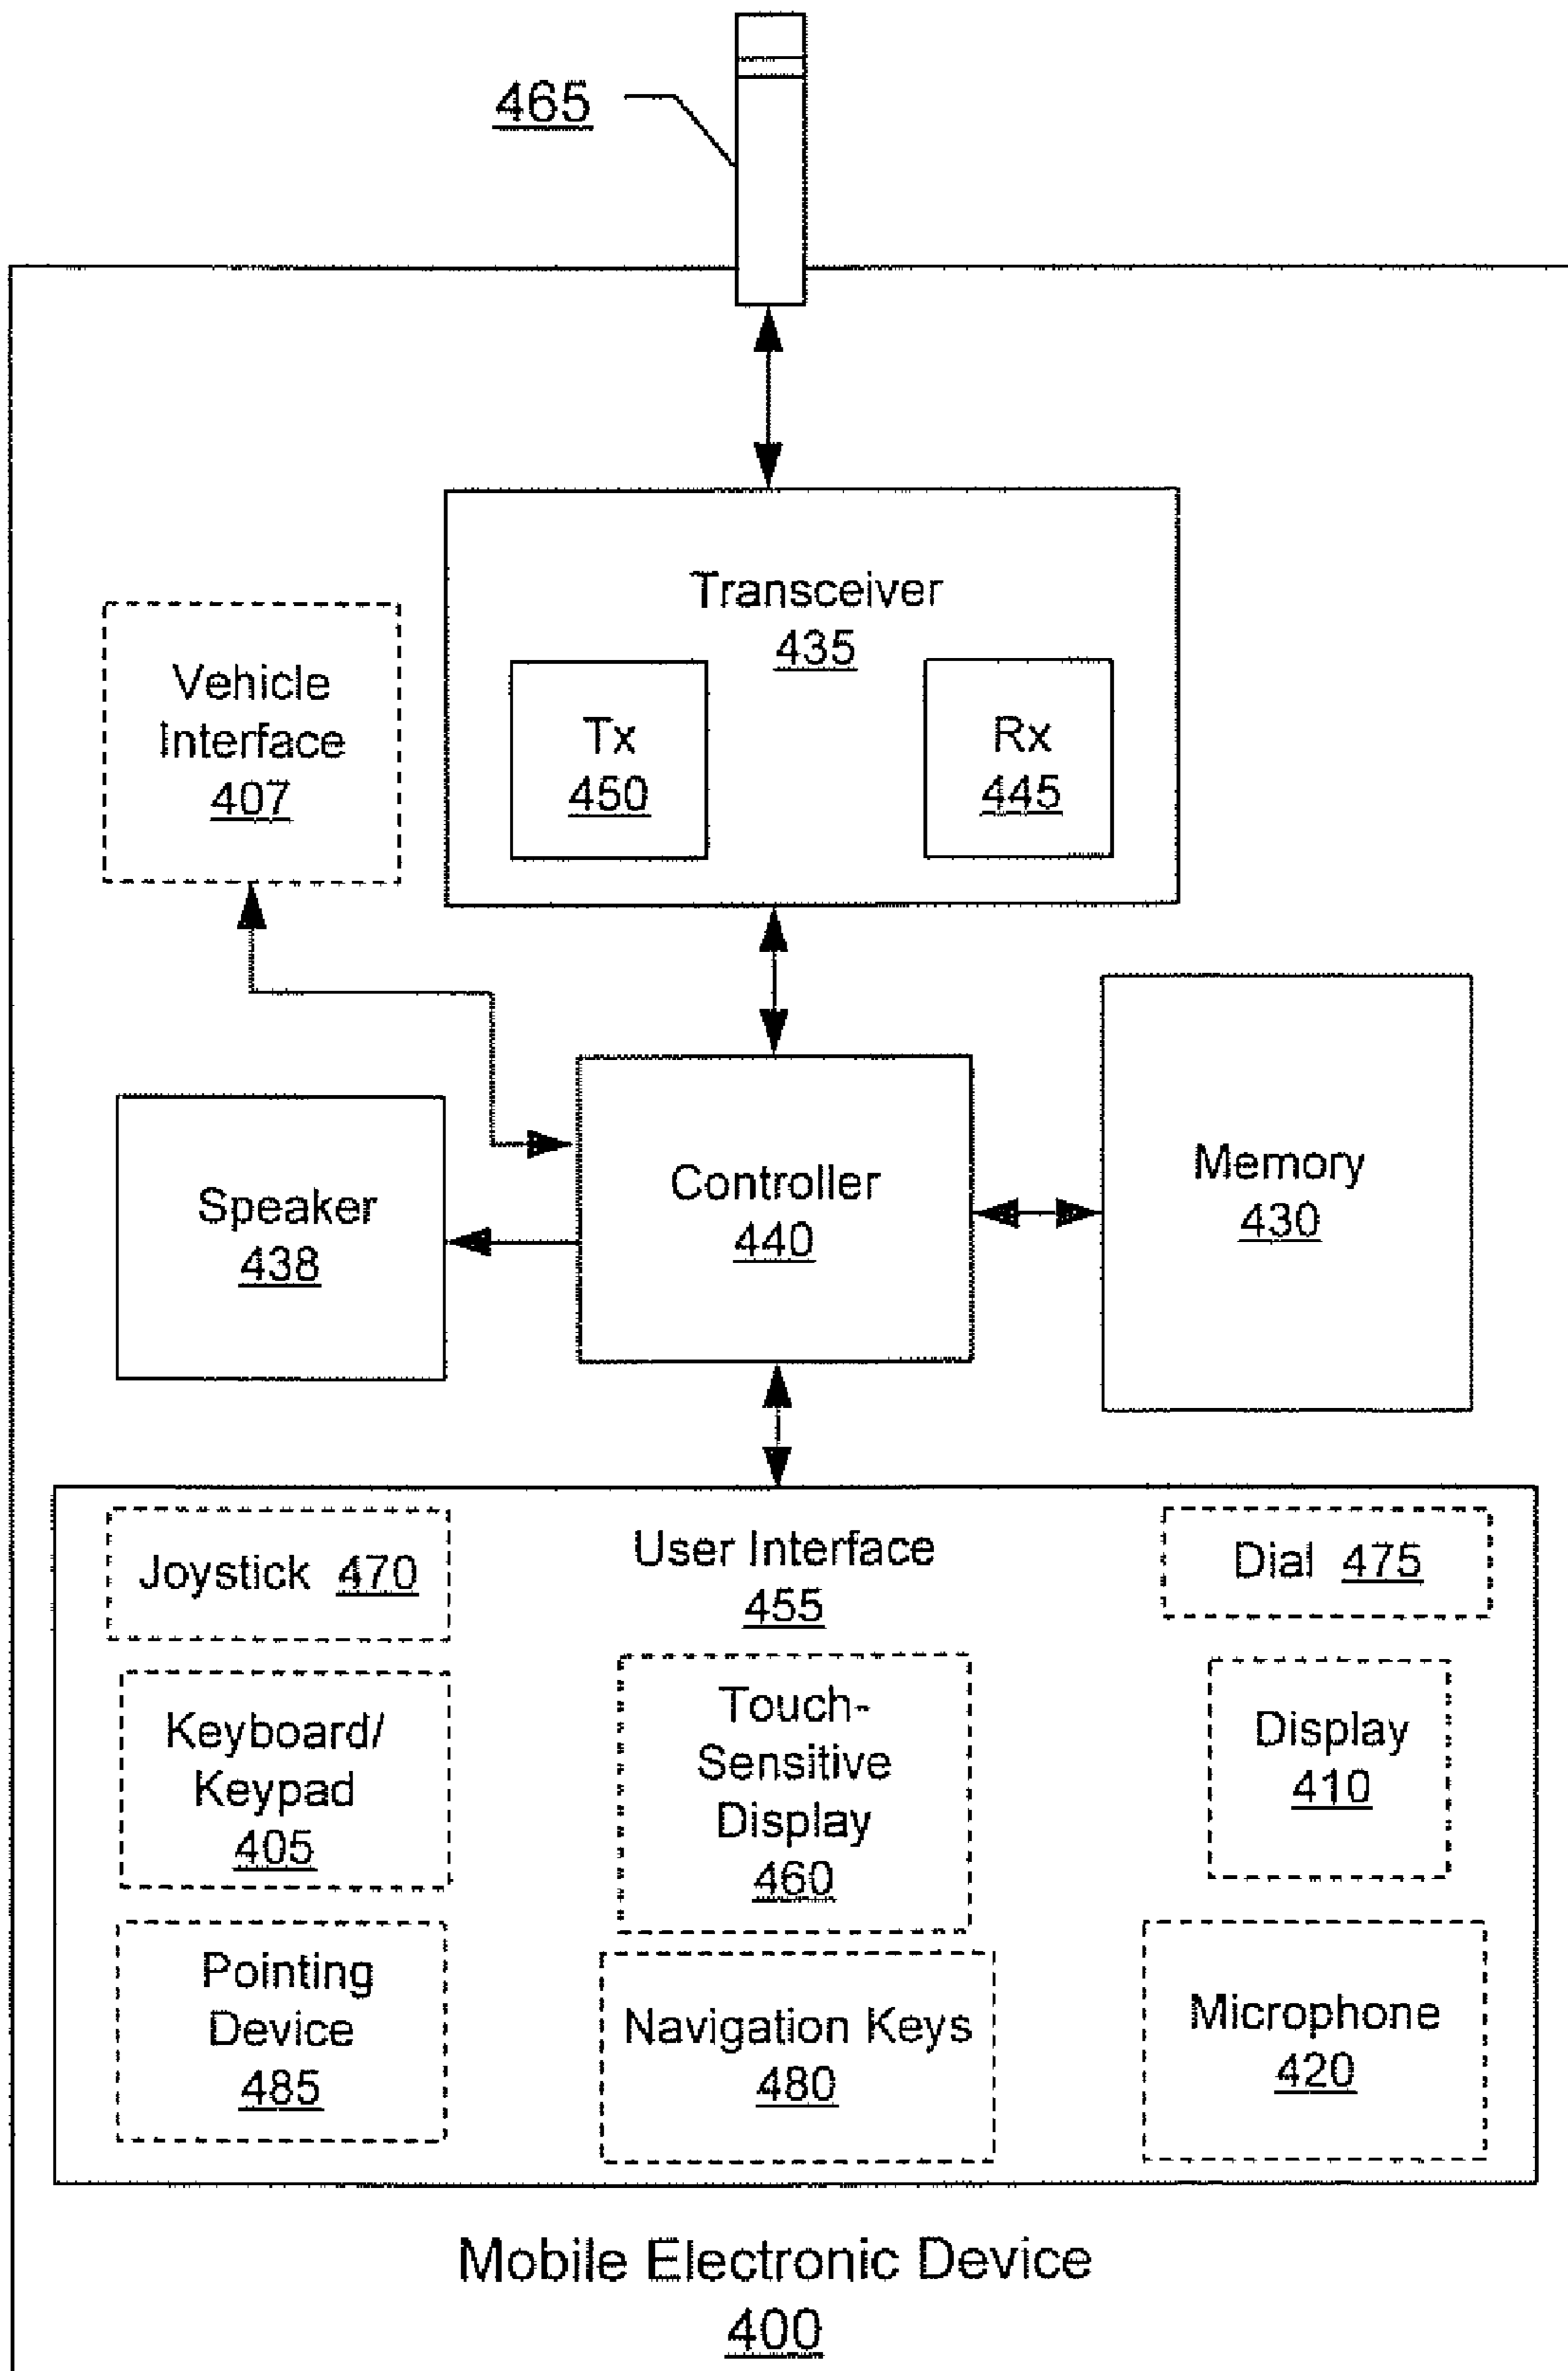 465
Transceiver
435
Tx
450
Rx
445
Vehicle
Interface
407
Speaker
438
Controller
440
Memory
430
User Interface
455
Joystick 470
Dial 475
Keyboard/
Keypad
405
Touch-
Sensitive
Display
460
Display
410
Pointing
Device
485
Navigation Keys
480
Microphone
420
Mobile Electronic Device
400